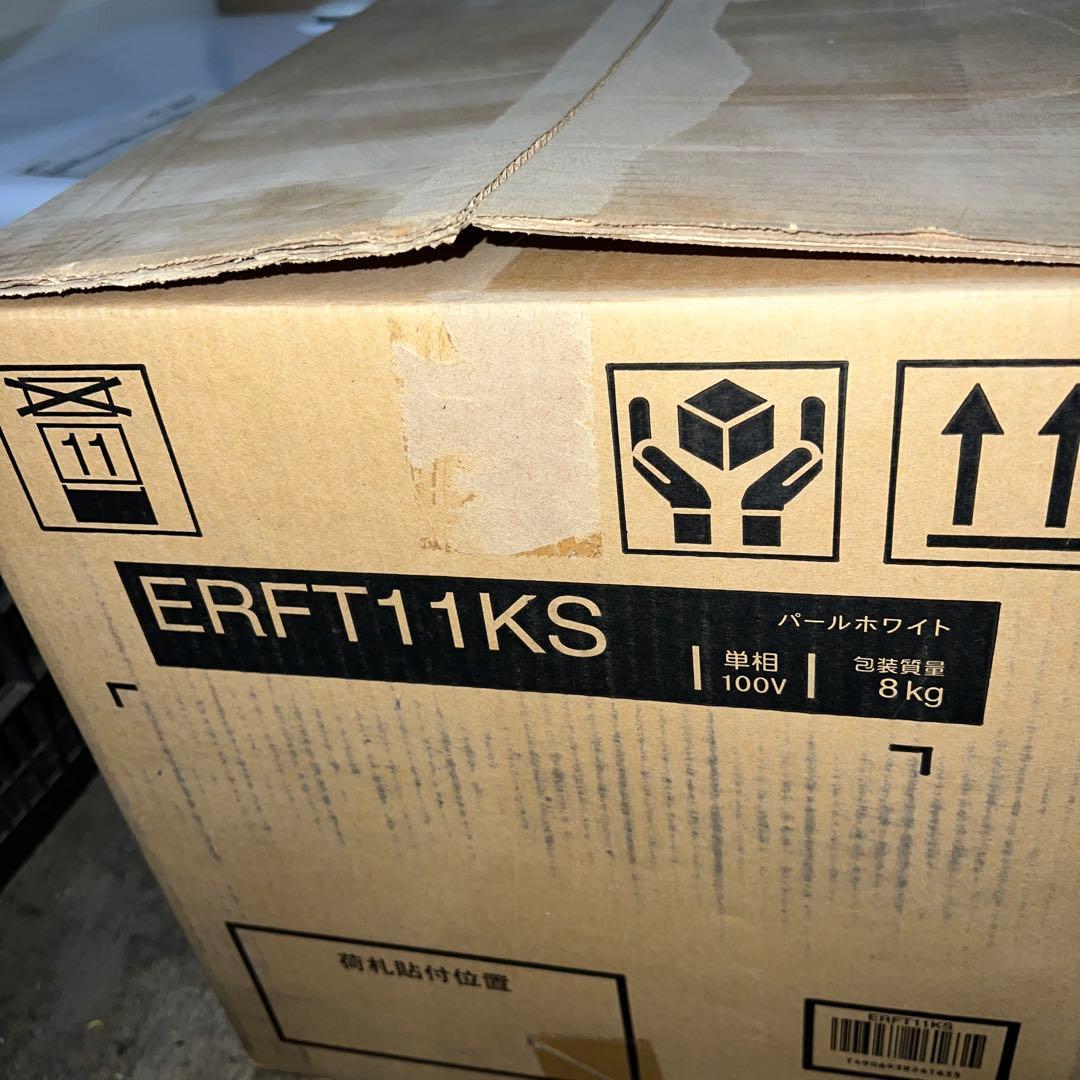 11
ERFT11KS
パールホワイト
単相
100V
包装質量
8kg
荷札貼付位置
ERFT11KS